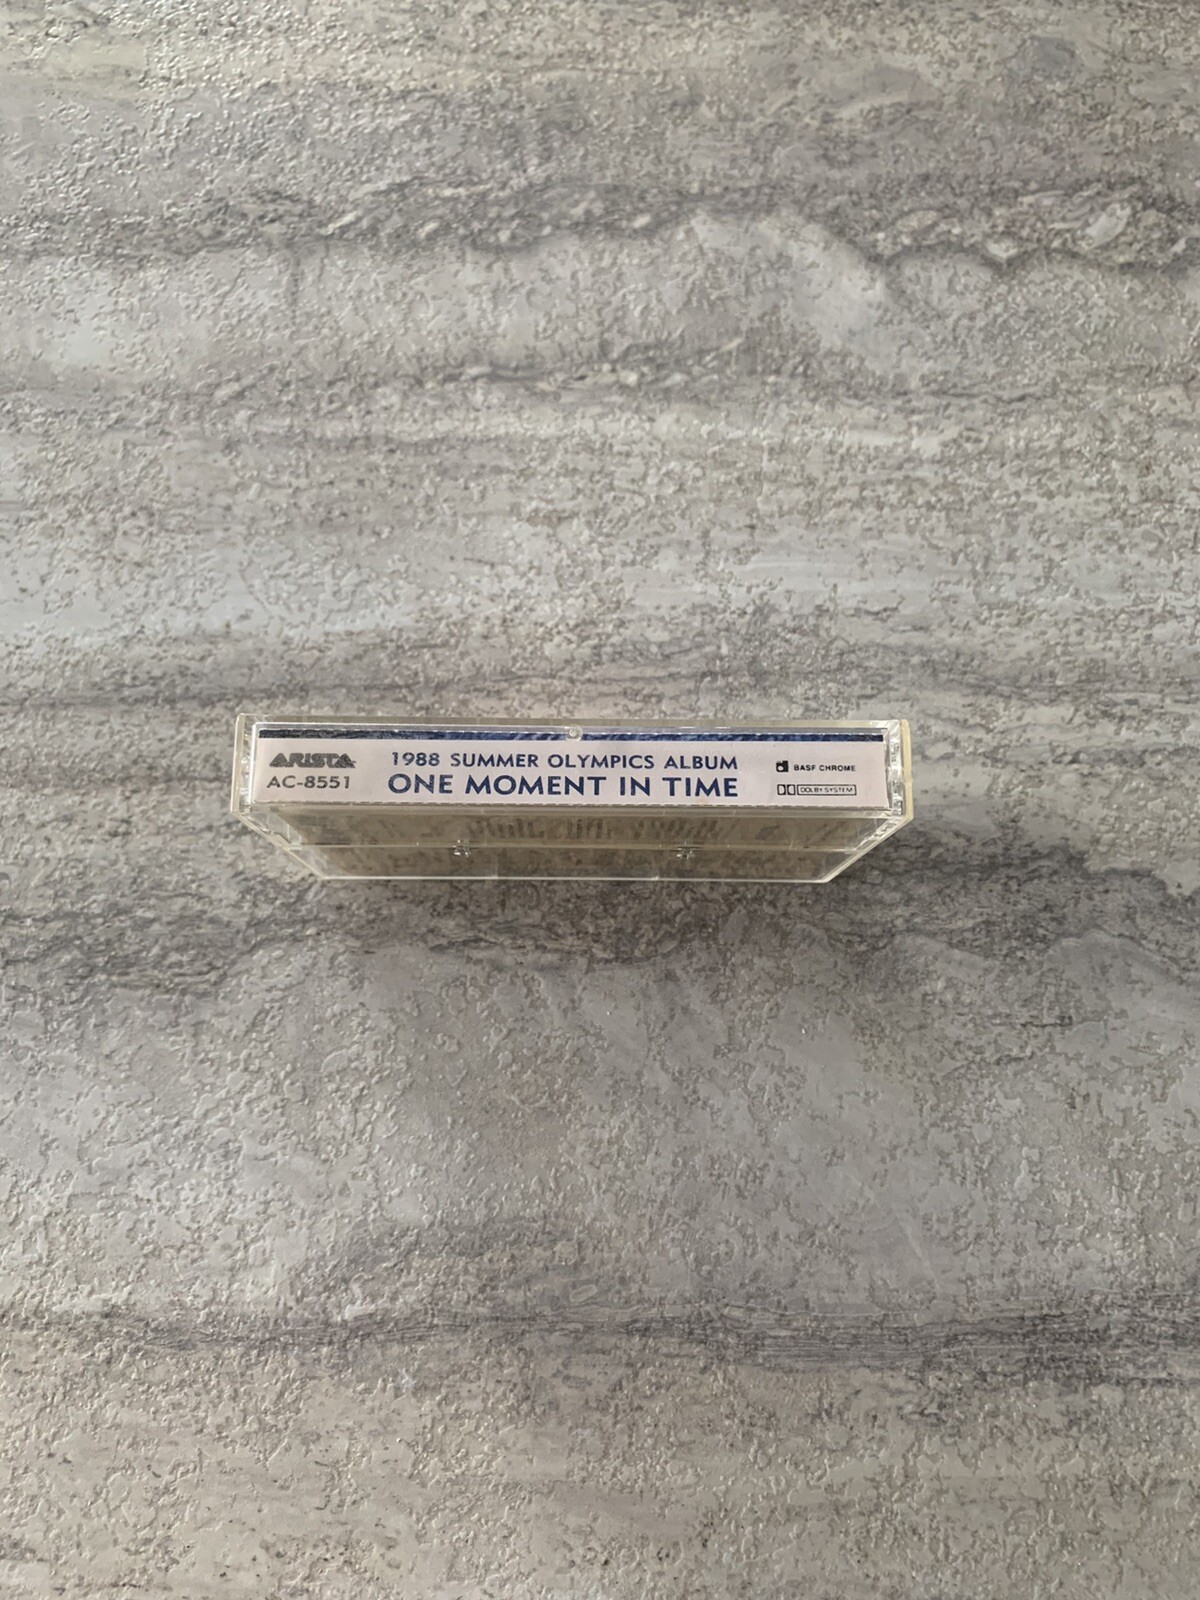 ARISTA
AC-8551
1988 SUMMER OLYMPICS ALBUM
ONE MOMENT IN TIME
BASF CHROME
DOLBY SYSTEM